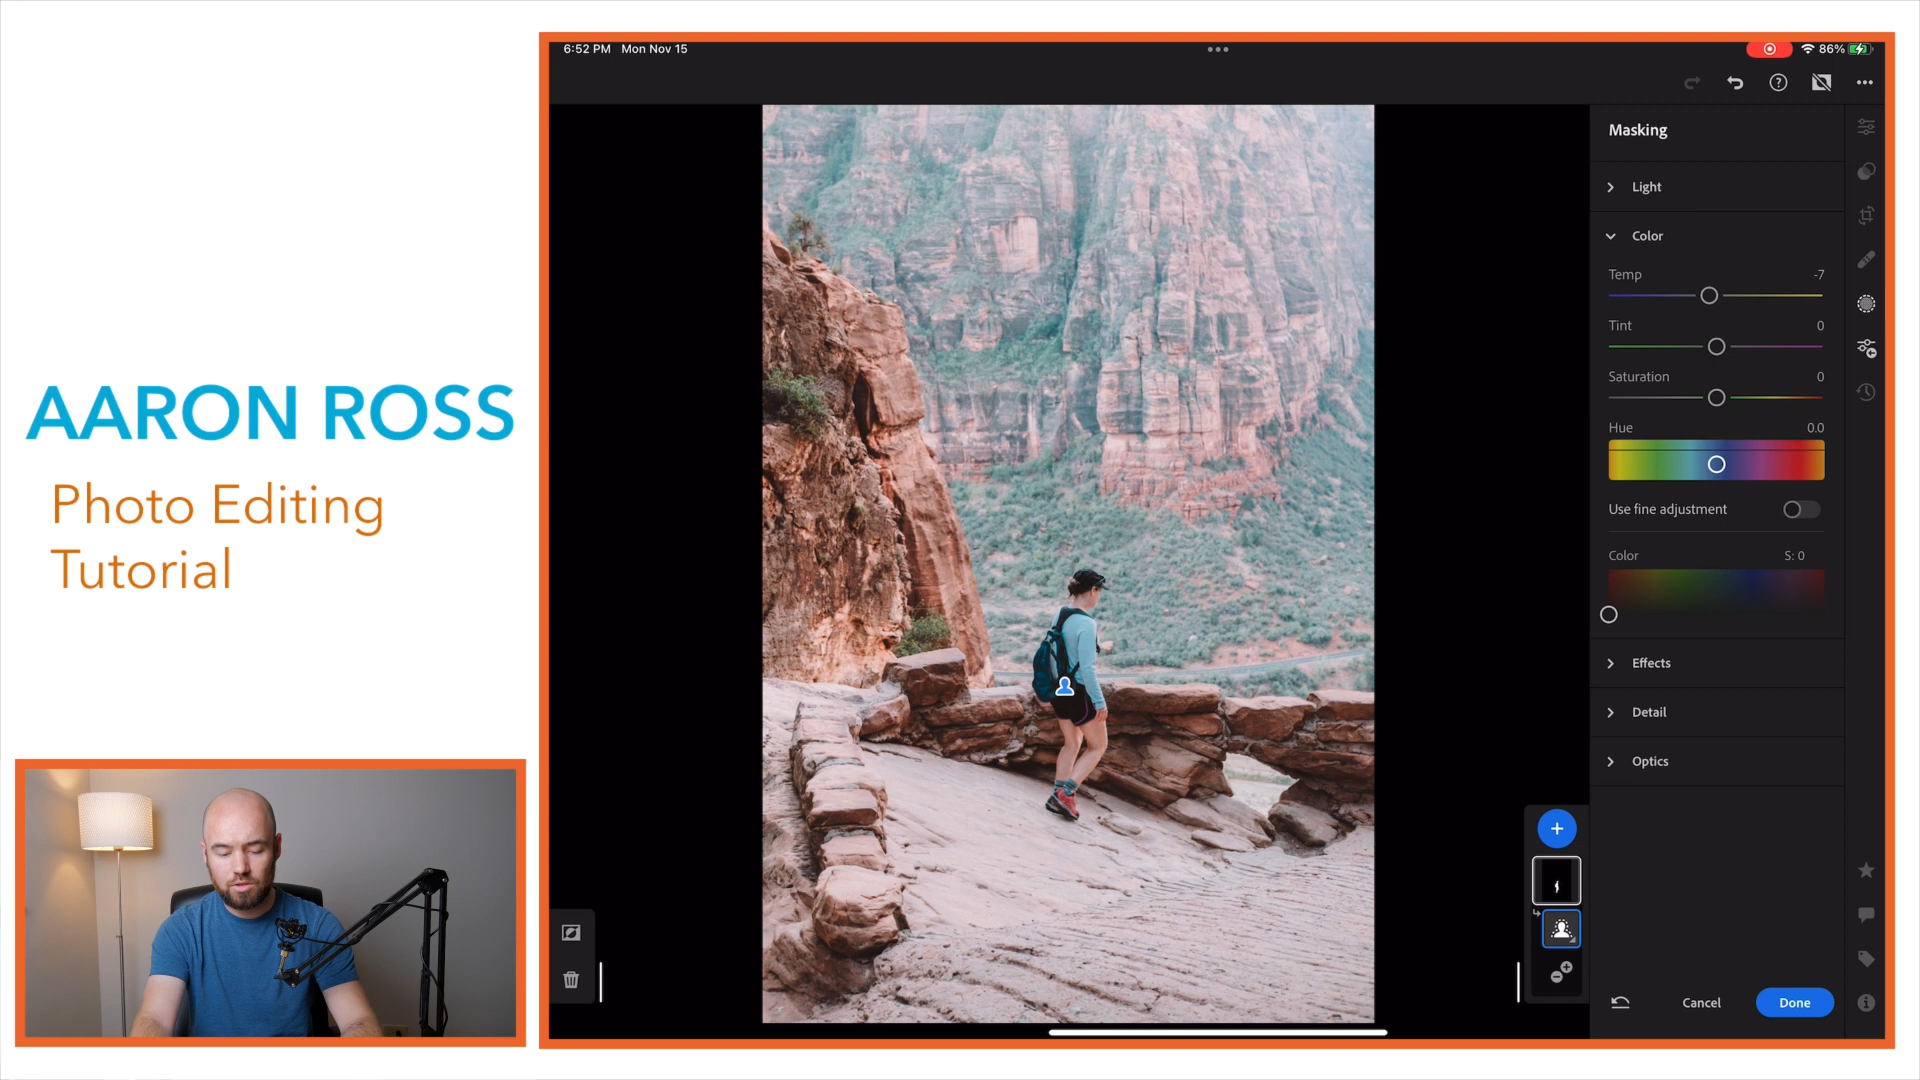 6:52 PM Mon Nov 15
86%
Masking
Light
Color
Temp -7
Tint 0
Saturation 0
Hue 0.0
Use fine adjustment
Color S: 0
Effects
Detail
Optics
Cancel Done
AARON ROSS
Photo Editing
Tutorial